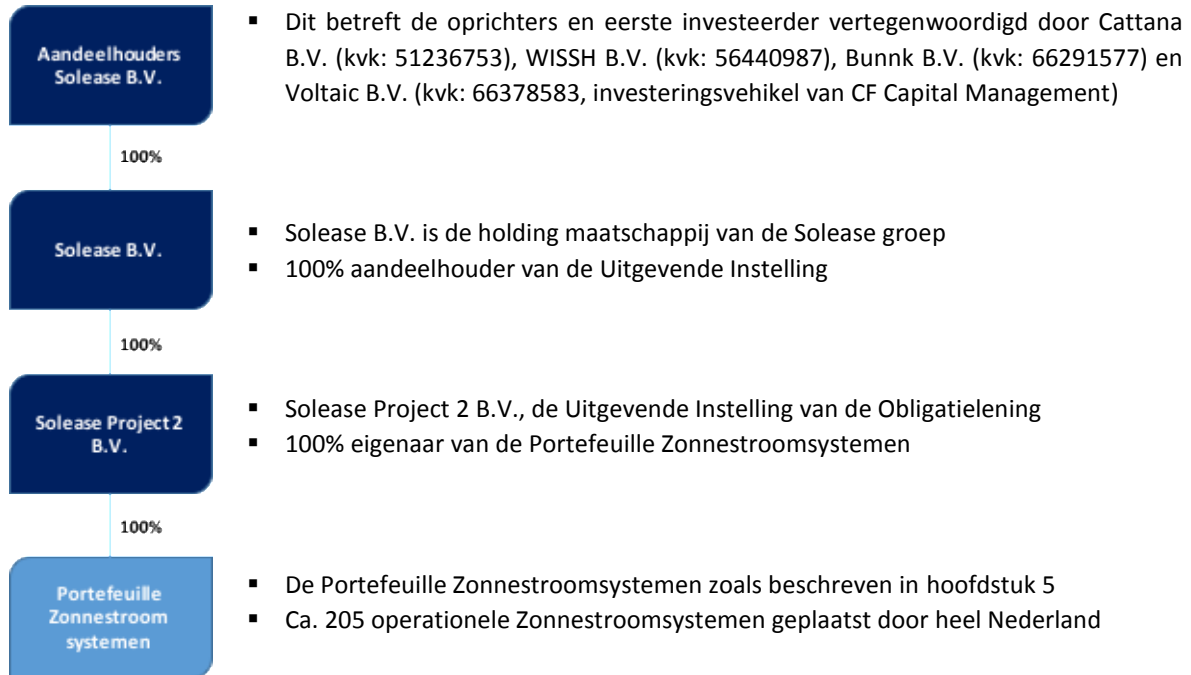 Aandeelhouders
Solease B.V.
▪ Dit betreft de oprichters en eerste investeerder vertegenwoordigd door Cattana
B.V. (kvk: 51236753), WISSH B.V. (kvk: 56440987), Bunnk B.V. (kvk: 66291577) en
Voltaic B.V. (kvk: 66378583, investeringsvehikel van CF Capital Management)
100%
Solease B.V.
▪ Solease B.V. is de holding maatschappij van de Solease groep
▪ 100% aandeelhouder van de Uitgevende Instelling
100%
Solease Project 2
B.V.
▪ Solease Project 2 B.V., de Uitgevende Instelling van de Obligatielening
▪ 100% eigenaar van de Portefeuille Zonnestroomsystemen
100%
Portefeuille
Zonnestroom
systemen
▪ De Portefeuille Zonnestroomsystemen zoals beschreven in hoofdstuk 5
▪ Ca. 205 operationele Zonnestroomsystemen geplaatst door heel Nederland